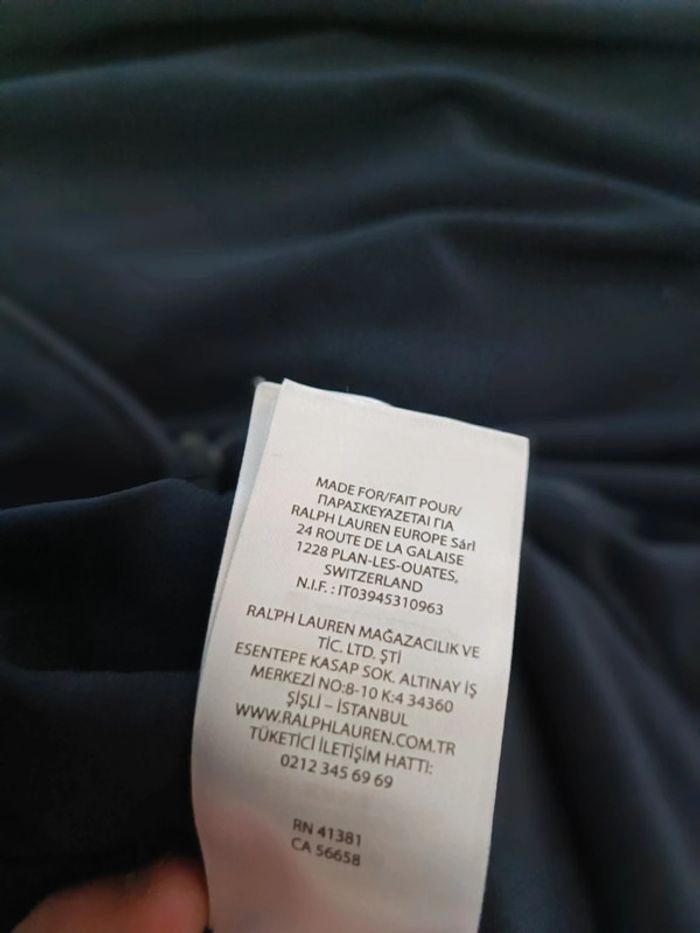 MADE FOR/FAIT POUR/
ΠΑΡΑΣΚΕΥΑΖΕΤΑΙ ΓΙΑ
RALPH LAUREN EUROPE Sárl
24 ROUTE DE LA GALAISE
1228 PLAN-LES-OUATES,
SWITZERLAND
N.I.F. : IT03945310963
RALPH LAUREN MAĞAZACILIK VE
TİC. LTD. ŞTİ
ESENTEPE KASAP SOK. ALTINAY İŞ
MERKEZİ NO:8-10 K:4 34360
ŞİŞLİ – İSTANBUL
WWW.RALPHLAUREN.COM.TR
TÜKETİCİ İLETİŞİM HATTI:
0212 345 69 69
RN 41381
CA 56658